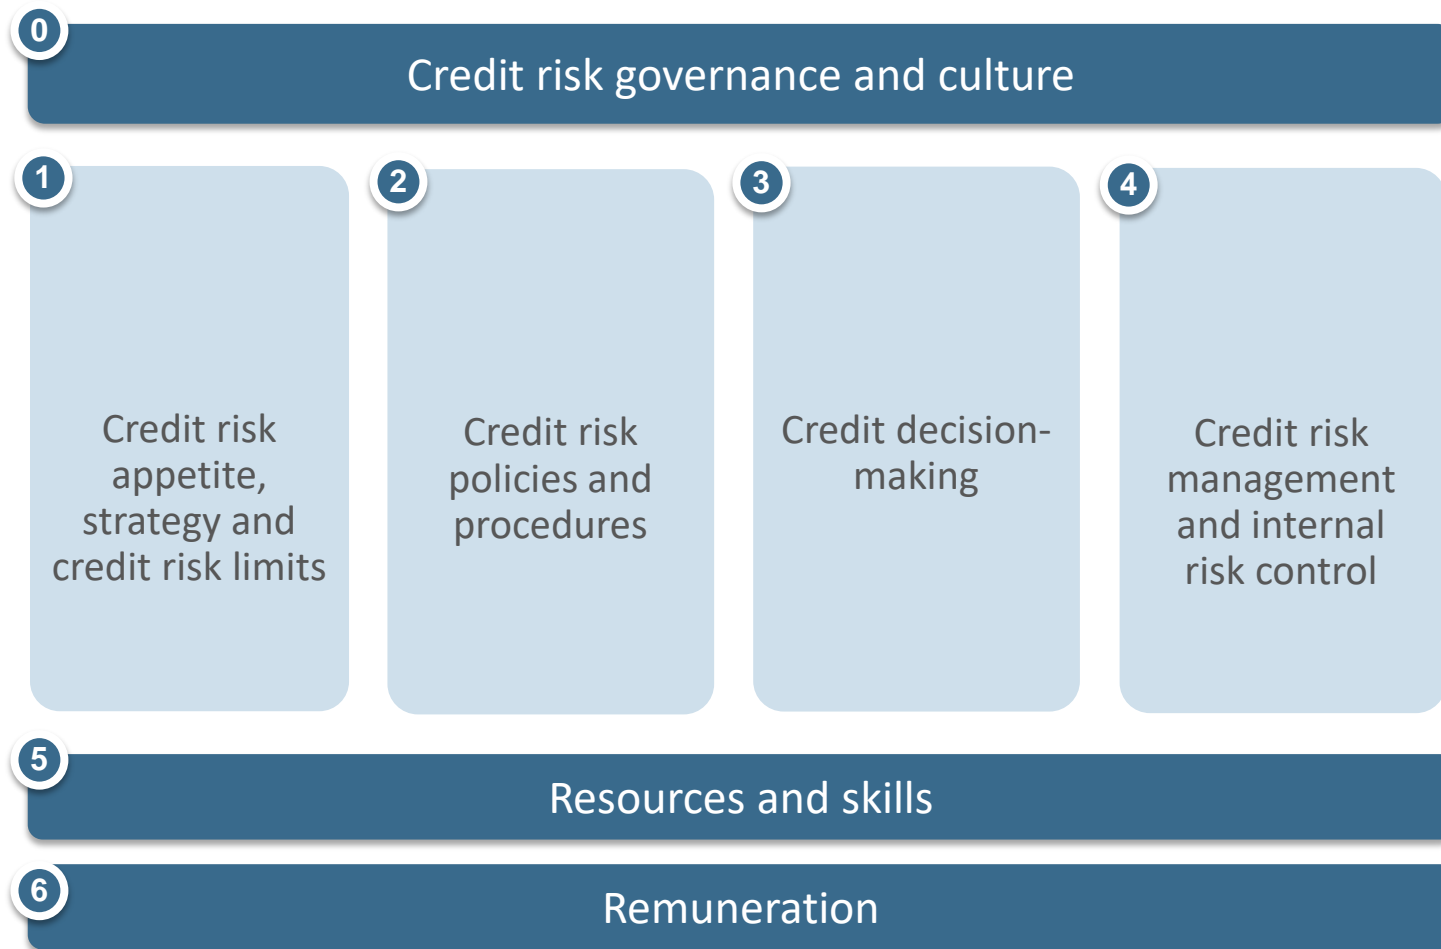 0
Credit risk governance and culture
1
Credit risk
appetite,
strategy and
credit risk limits
2
Credit risk
policies and
procedures
3
Credit decision-
making
4
Credit risk
management
and internal
risk control
5
Resources and skills
6
Remuneration